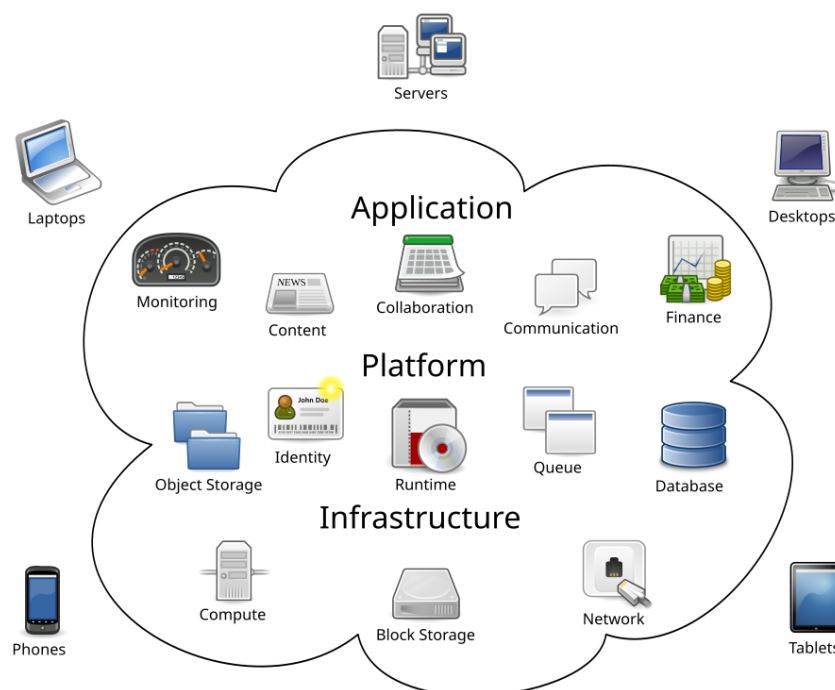 Servers
Laptops
Desktops
Application
Monitoring
NEWS
Content
Collaboration
Communication
Finance
Platform
John Doe
Object Storage
Identity
Runtime
Queue
Database
Infrastructure
Compute
Block Storage
Network
Phones
Tablets